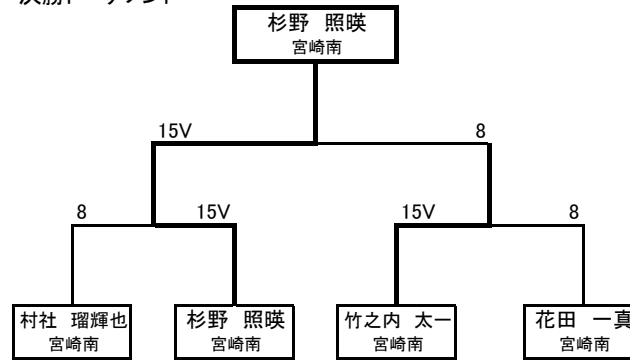 杉野 照暎
宮崎南
15V 8
8 15V 15V 8
村社 瑠輝也 杉野 照暎 竹之内 太一 花田 一真
宮崎南 宮崎南 宮崎南 宮崎南